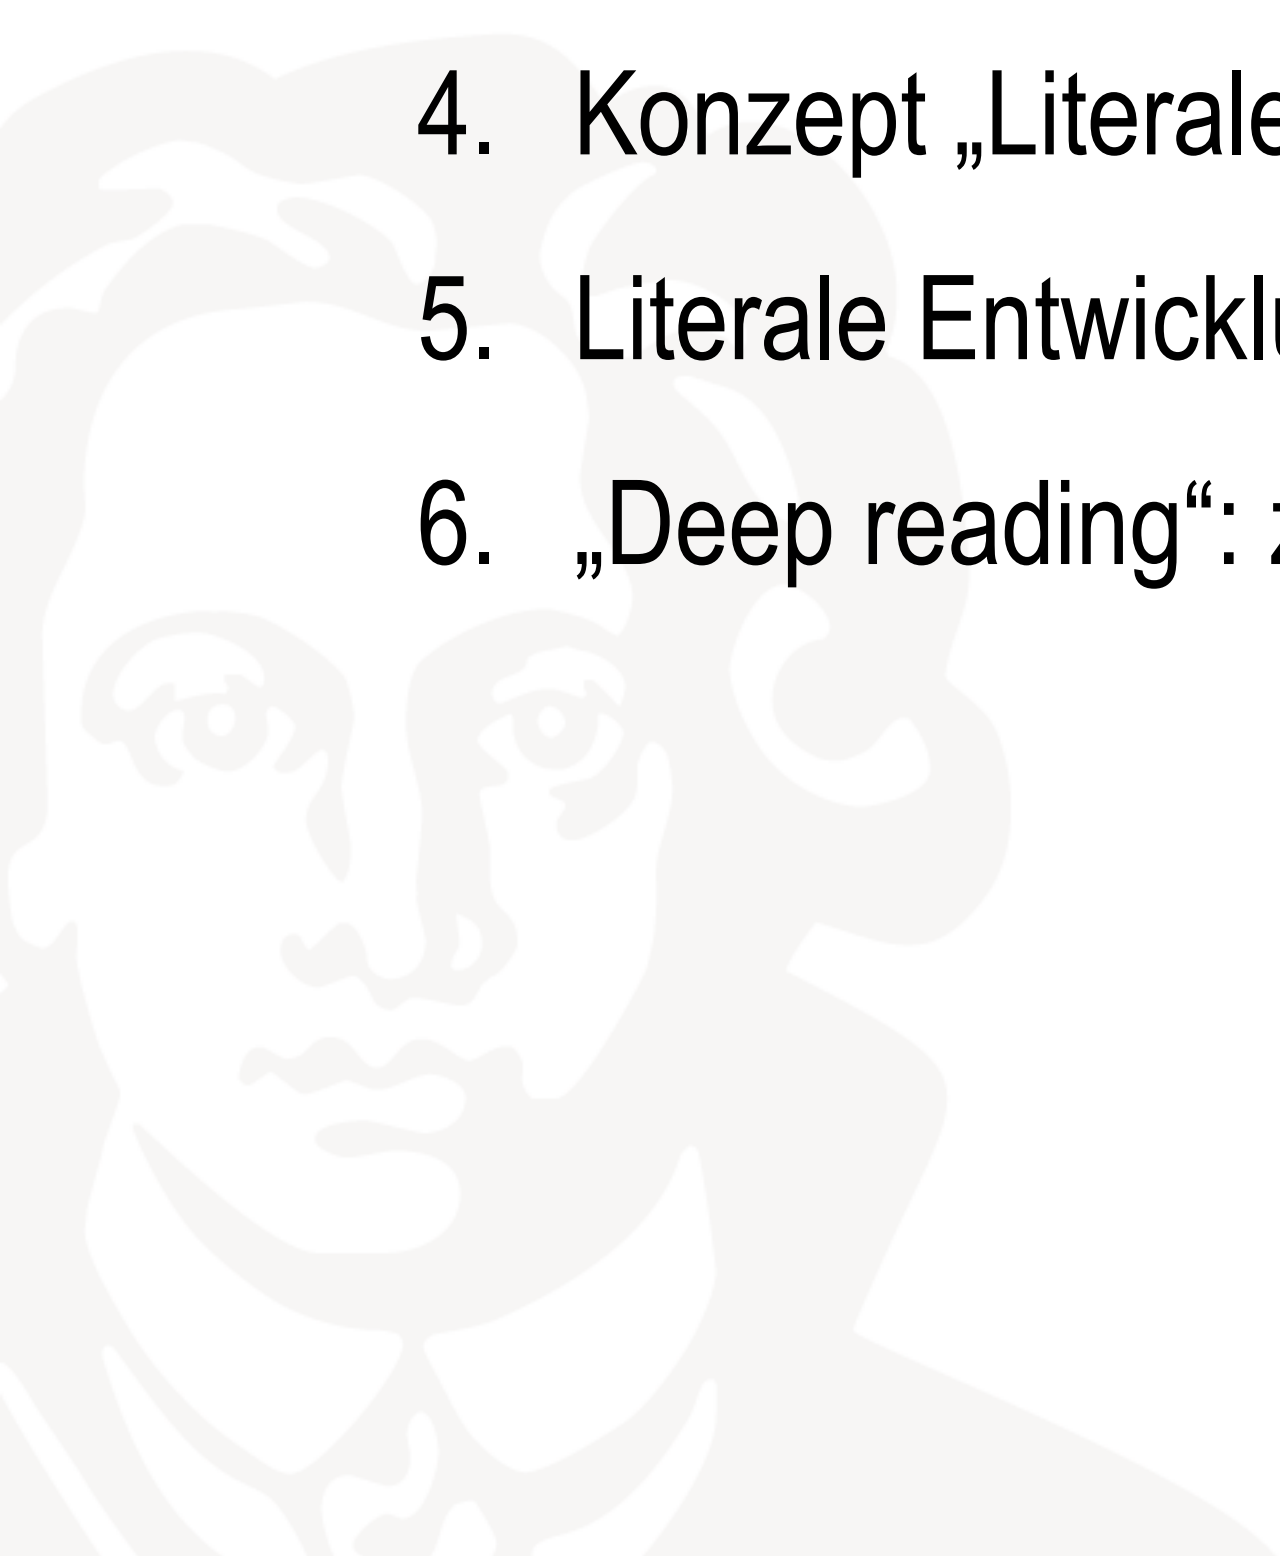 4. Konzept „Literale
5. Literale Entwickl
6. „Deep reading“: